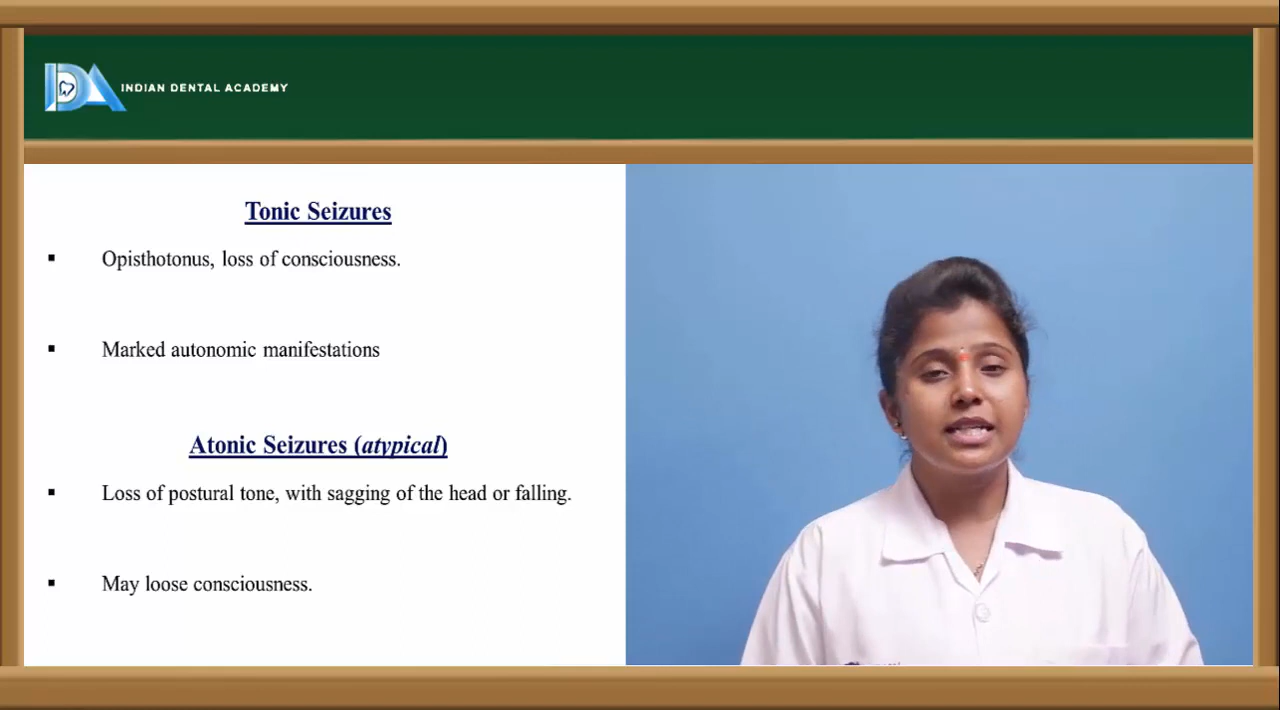 INDIAN DENTAL ACADEMY
Tonic Seizures
▪ Opisthotonus, loss of consciousness.
▪ Marked autonomic manifestations
Atonic Seizures (atypical)
▪ Loss of postural tone, with sagging of the head or falling.
▪ May loose consciousness.